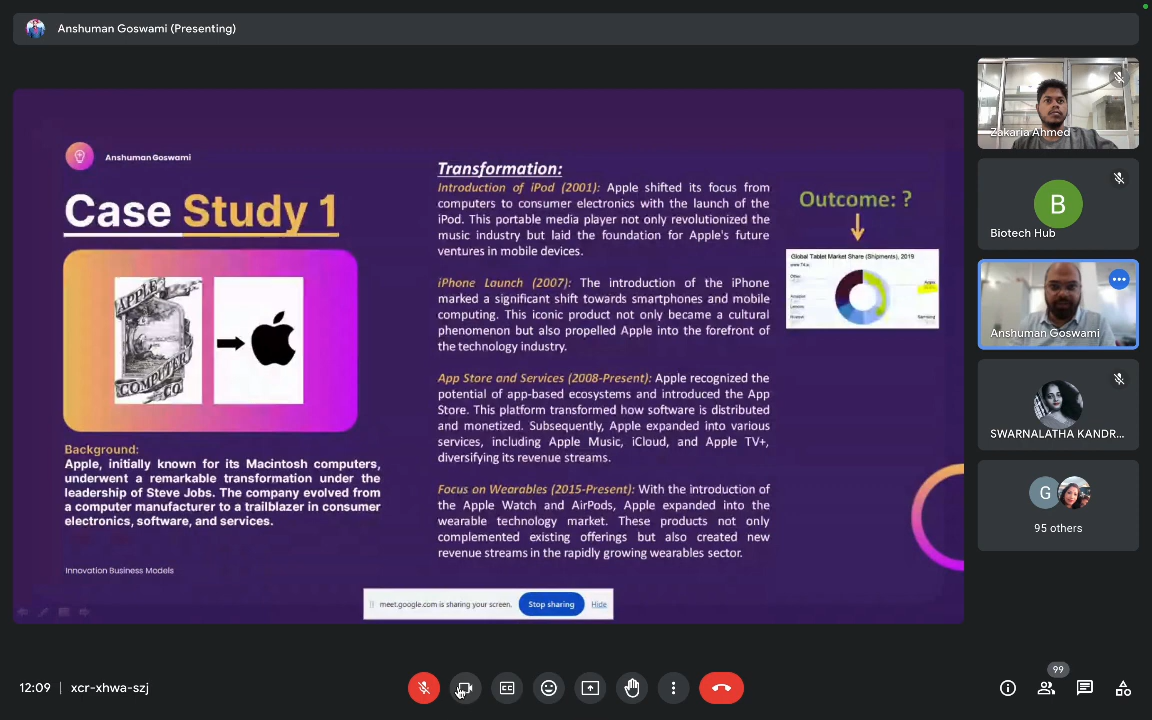 Anshuman Goswami (Presenting)
Anshuman Goswami
Case Study 1
APPLE
COMPUTER
CO
Background:
Apple, initially known for its Macintosh computers,
underwent a remarkable transformation under the
leadership of Steve Jobs. The company evolved from
a computer manufacturer to a trailblazer in consumer
electronics, software, and services.
Innovation Business Models
Transformation:
Introduction of iPod (2001): Apple shifted its focus from
computers to consumer electronics with the launch of the
iPod. This portable media player not only revolutionized the
music industry but laid the foundation for Apple's future
ventures in mobile devices.
iPhone Launch (2007): The introduction of the iPhone
marked a significant shift towards smartphones and mobile
computing. This iconic product not only became a cultural
phenomenon but also propelled Apple into the forefront of
the technology industry.
App Store and Services (2008-Present): Apple recognized the
potential of app-based ecosystems and introduced the App
Store. This platform transformed how software is distributed
and monetized. Subsequently, Apple expanded into various
services, including Apple Music, iCloud, and Apple TV+,
diversifying its revenue streams.
Focus on Wearables (2015-Present): With the introduction of
the Apple Watch and AirPods, Apple expanded into the
wearable technology market. These products not only
complemented existing offerings but also created new
revenue streams in the rapidly growing wearables sector.
Outcome: ?
Global Tablet Market Share (Shipments), 2019
Other
Apple
Amazon
Lenovo
Huawei
Samsung
meet.google.com is sharing your screen.
Stop sharing
Hide
Zakaria Ahmed
B
Biotech Hub
Anshuman Goswami
SWARNALATHA KANDR...
G
95 others
12:09 | xcr-xhwa-szj
CC
99